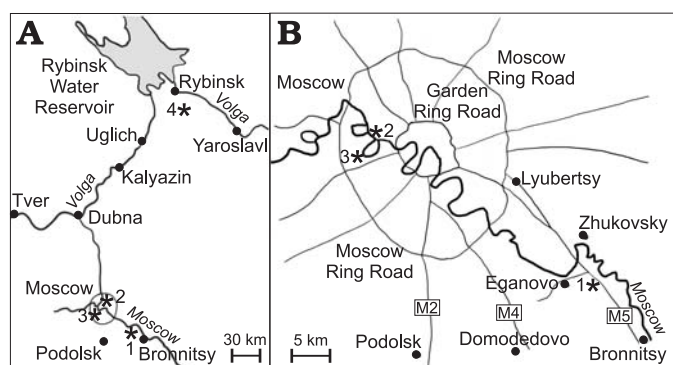 A
Rybinsk
Water
Reservoir
Rybinsk
4*
Volga
Yaroslavl
Uglich
Kalyazin
Tver
Volga
Dubna
Moscow
*2
3*
Moscow
*
1
Podolsk
Bronnitsy
30 km
B
Moscow
Ring Road
Moscow
Garden
Ring Road
*2
3*
Lyubertsy
Zhukovsky
Moscow
Ring Road
Eganovo
1*
Moscow
M2
M4
M5
Podolsk
Domodedovo
Bronnitsy
5 km